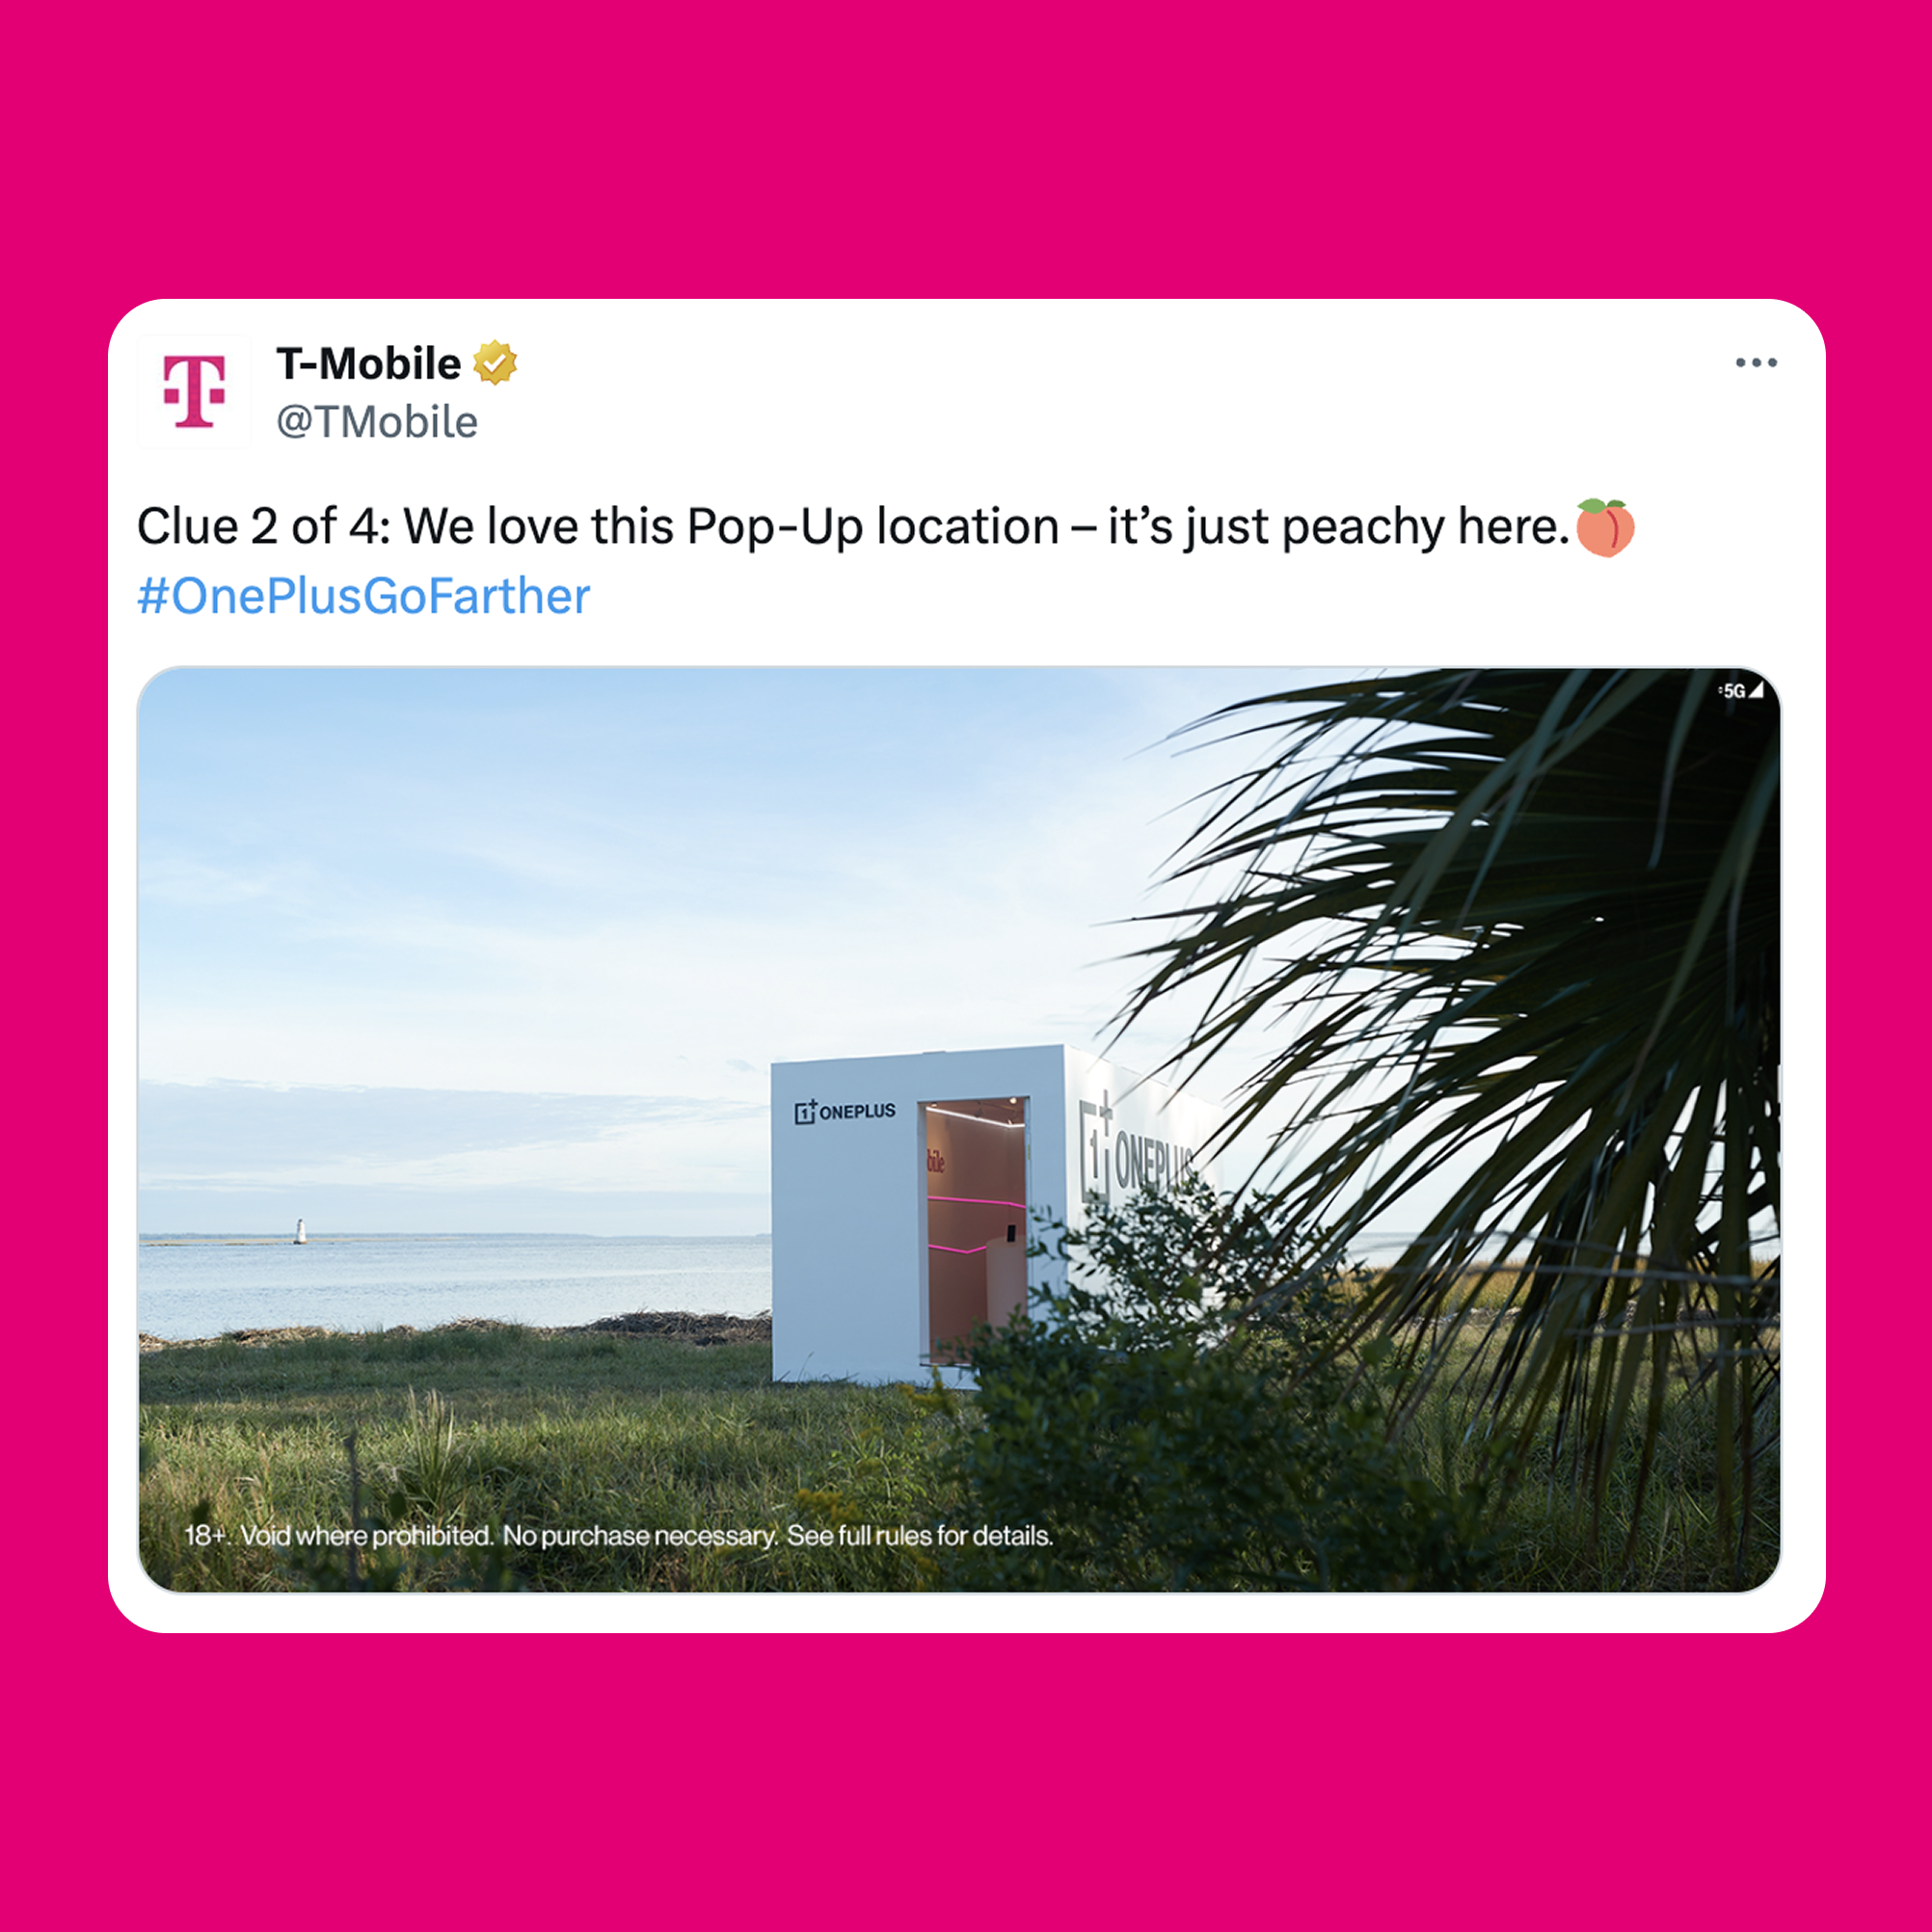 T-Mobile
@TMobile
Clue 2 of 4: We love this Pop-Up location – it’s just peachy here.🍑
#OnePlusGoFarther
5G
ONEPLUS
ONEPLUS
bile
18+. Void where prohibited. No purchase necessary. See full rules for details.